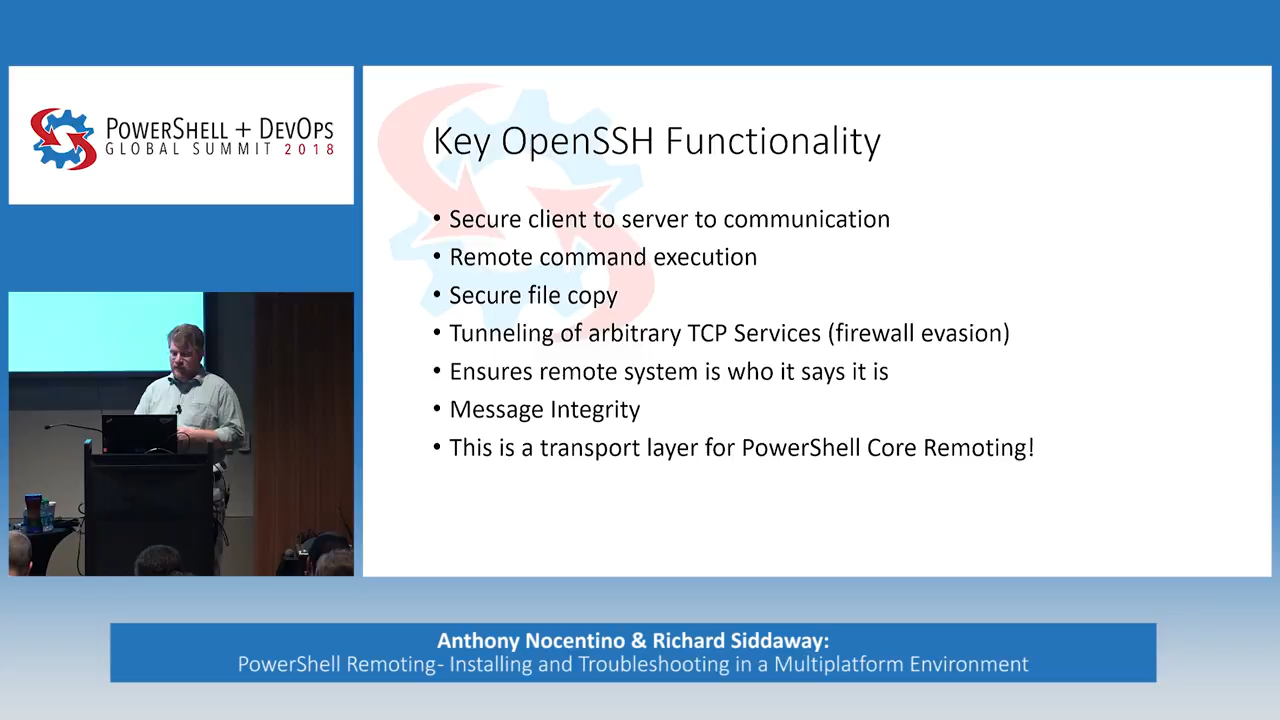 POWERSHELL + DEVOPS
GLOBAL SUMMIT 2018
Key OpenSSH Functionality
• Secure client to server to communication
• Remote command execution
• Secure file copy
• Tunneling of arbitrary TCP Services (firewall evasion)
• Ensures remote system is who it says it is
• Message Integrity
• This is a transport layer for PowerShell Core Remoting!
Anthony Nocentino & Richard Siddaway:
PowerShell Remoting- Installing and Troubleshooting in a Multiplatform Environment